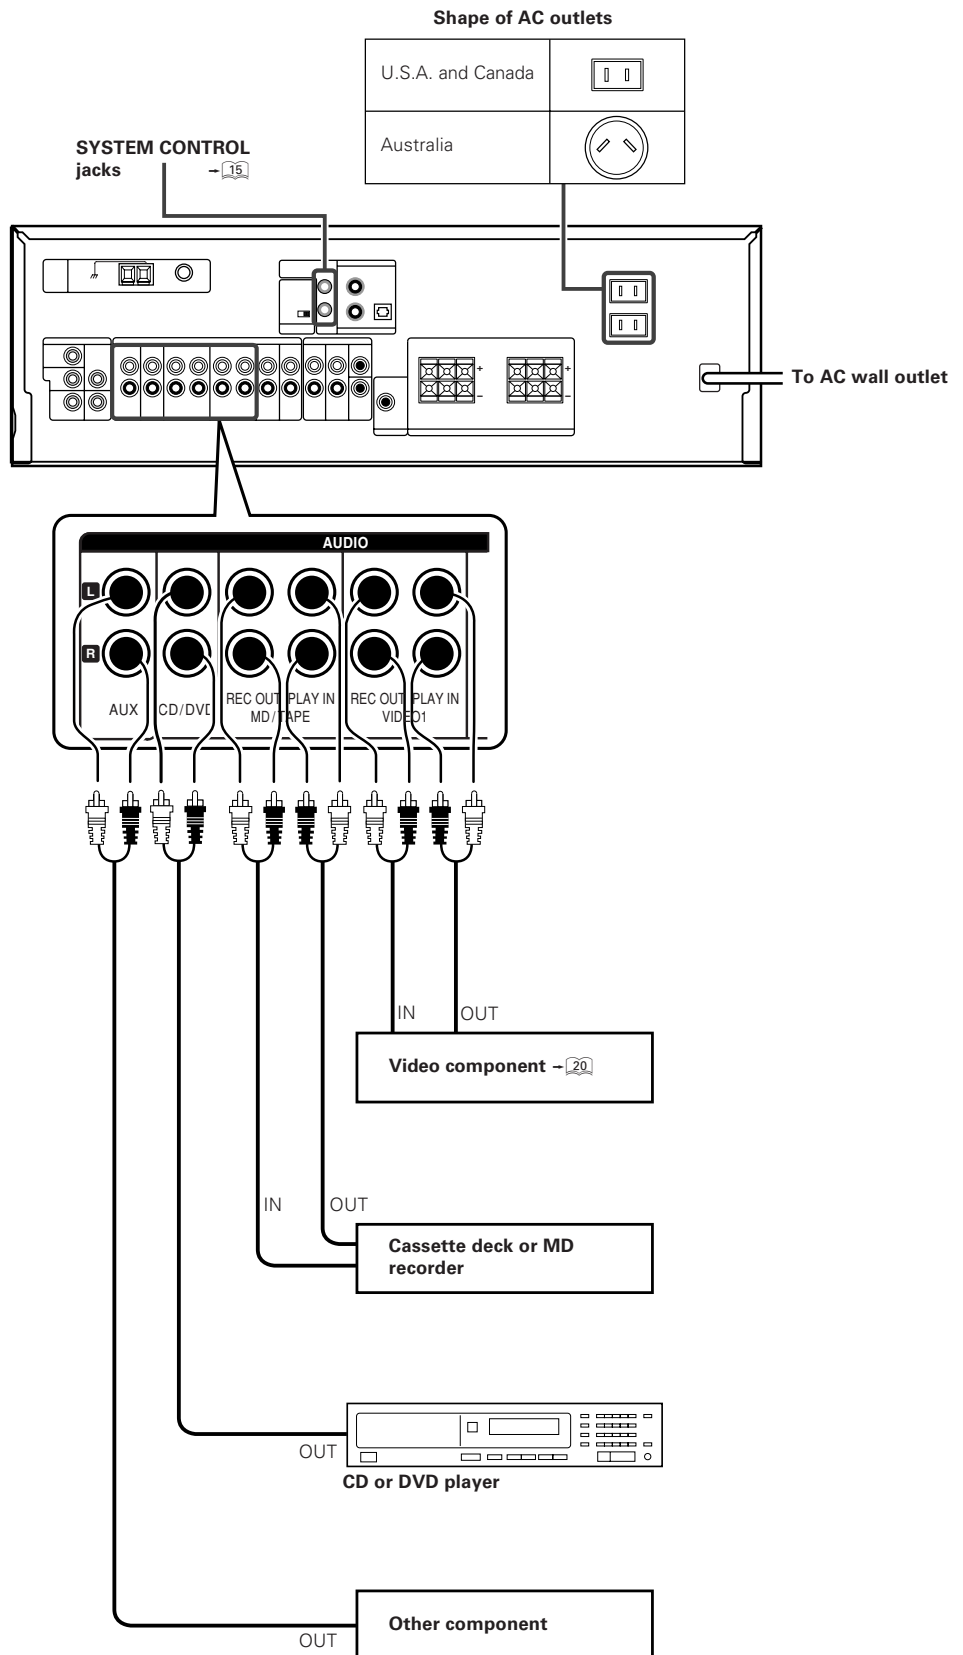 Shape of AC outlets
U.S.A. and Canada
Australia
SYSTEM CONTROL
jacks → 15
+ +
− −
To AC wall outlet
AUDIO
L
R
AUX CD/DVD REC OUT PLAY IN REC OUT PLAY IN
MD/TAPE VIDEO1
IN OUT
Video component → 20
IN OUT
Cassette deck or MD
recorder
OUT
CD or DVD player
Other component
OUT